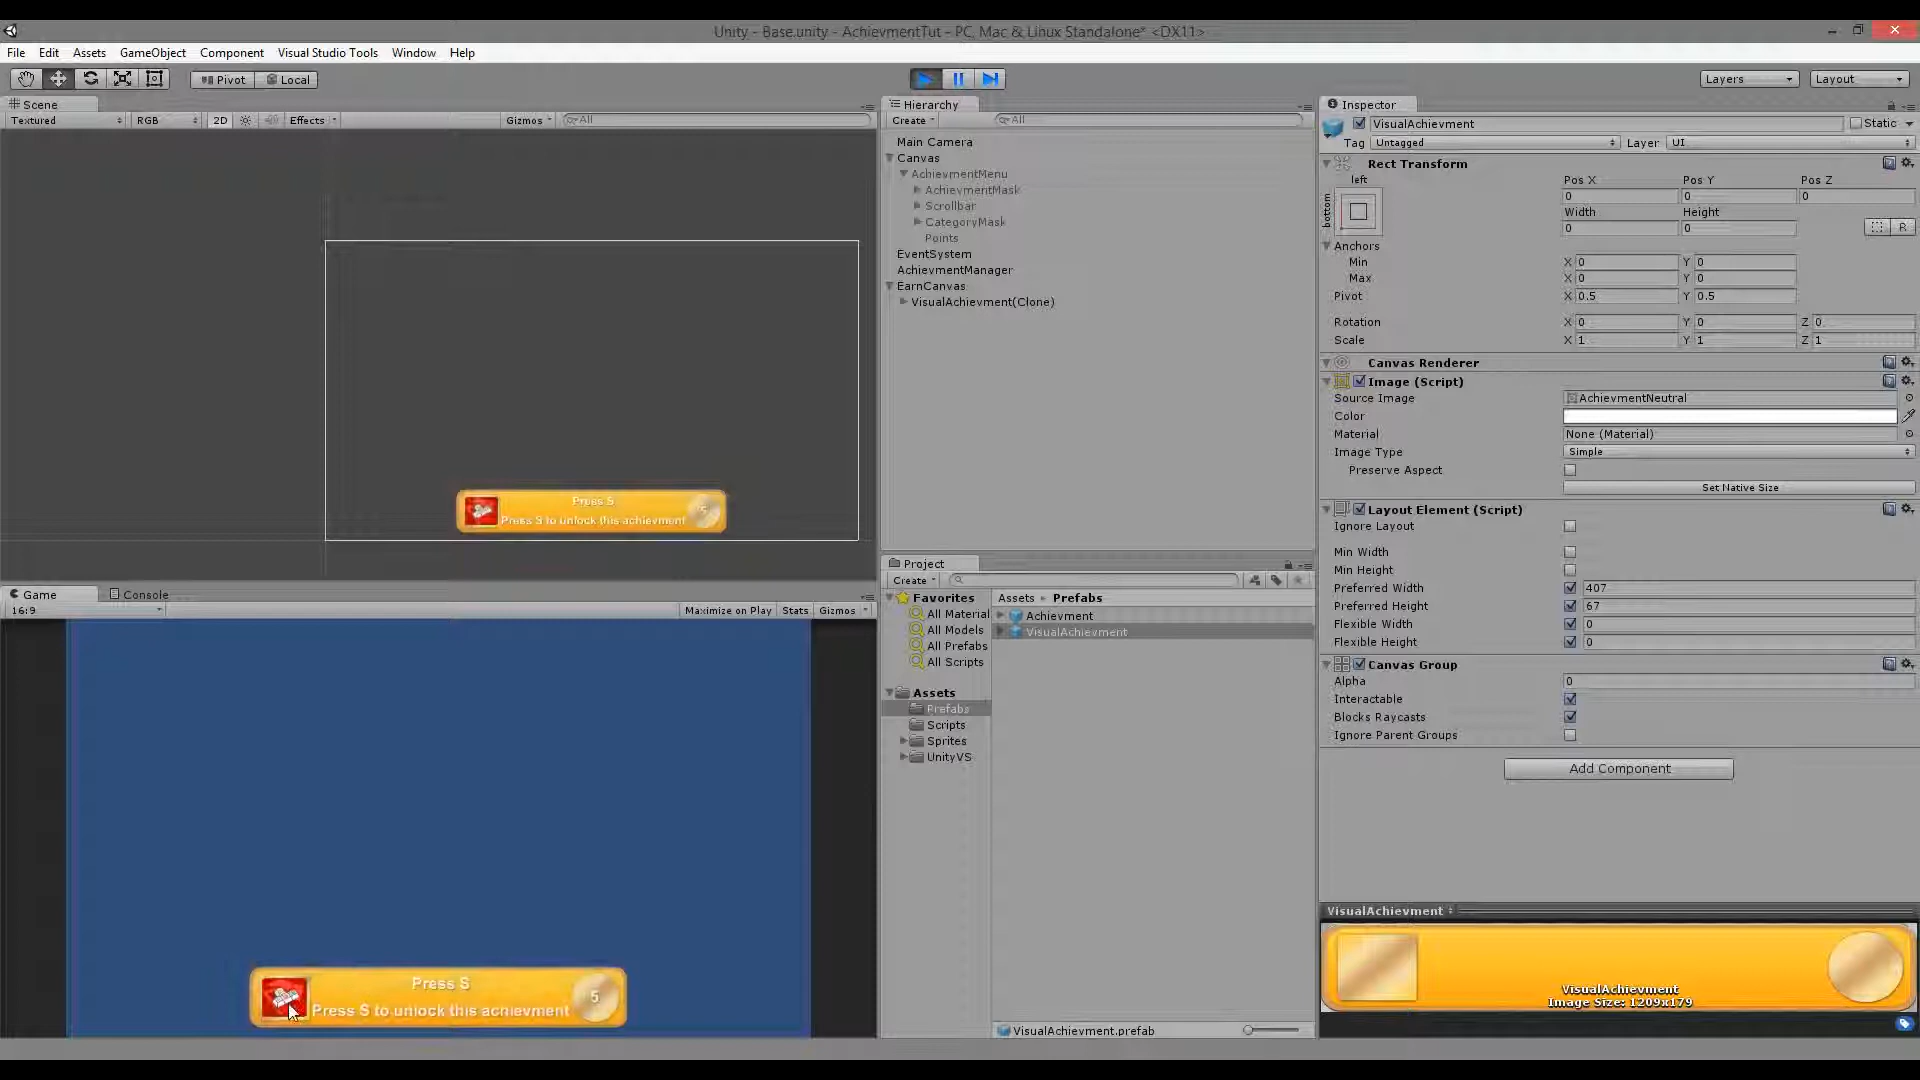 Unity - Base.unity - AchievmentTut - PC, Mac & Linux Standalone* <DX11>
File Edit Assets GameObject Component Visual Studio Tools Window Help
Pivot Local Layers Layout
Scene
Textured RGB 2D Effects Gizmos All
Press S
Press S to unlock this achievment
5
Game Console
16:9 Maximize on Play Stats Gizmos
Press S
Press S to unlock this achievment
5
Hierarchy
Create All
Main Camera
Canvas
AchievmentMenu
AchievmentMask
Scrollbar
CategoryMask
Points
EventSystem
AchievmentManager
EarnCanvas
VisualAchievment(Clone)
Project
Create
Favorites
All Material
All Models
All Prefabs
All Scripts
Assets
Prefabs
Scripts
Sprites
UnityVS
Assets Prefabs
Achievment
VisualAchievment
VisualAchievment.prefab
Inspector
VisualAchievment Static
Tag Untagged Layer UI
Rect Transform
left
bottom
Pos X Pos Y Pos Z
0 0 0
Width Height
0 0
R
Anchors
Min X 0 Y 0
Max X 0 Y 0
Pivot X 0.5 Y 0.5
Rotation X 0 Y 0 Z 0
Scale X 1 Y 1 Z 1
Canvas Renderer
Image (Script)
Source Image AchievmentNeutral
Color
Material None (Material)
Image Type Simple
Preserve Aspect
Set Native Size
Layout Element (Script)
Ignore Layout
Min Width
Min Height
Preferred Width 407
Preferred Height 67
Flexible Width 0
Flexible Height 0
Canvas Group
Alpha 0
Interactable
Blocks Raycasts
Ignore Parent Groups
Add Component
VisualAchievment
VisualAchievment
Image Size: 1209x179